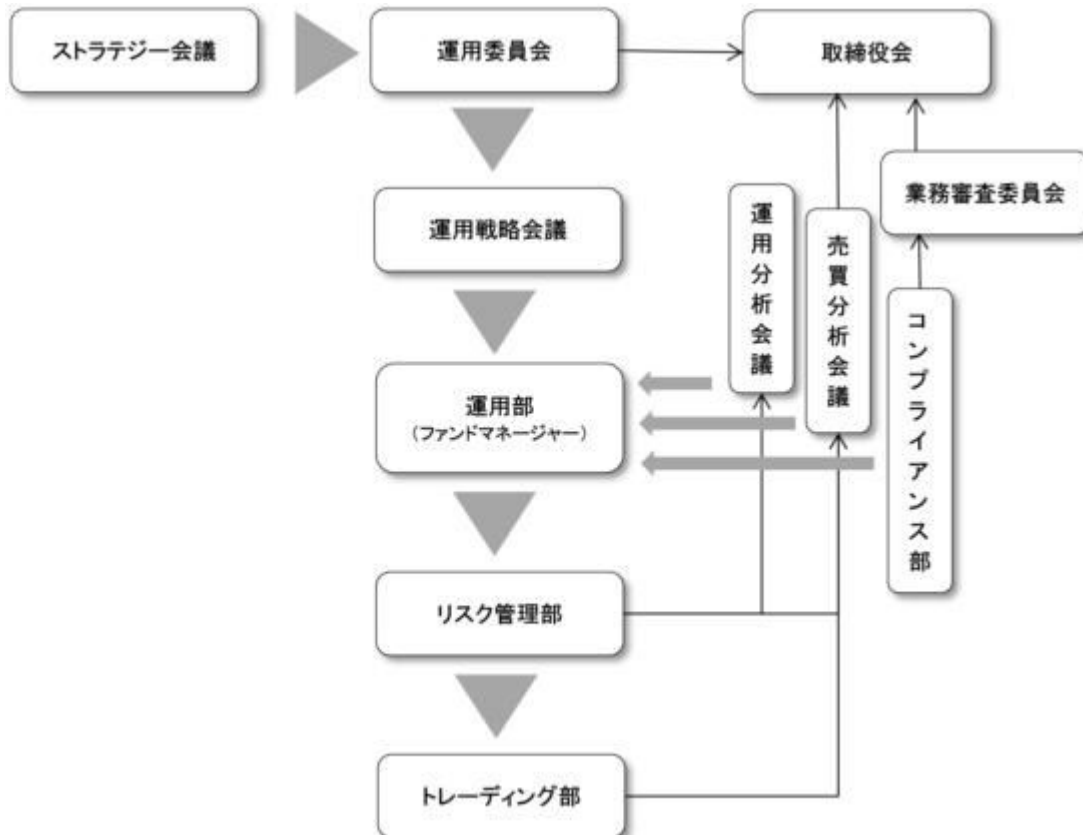 ストラテジー会議
運用委員会
取締役会
業務審査委員会
運用戦略会議
運用分析会議
売買分析会議
コンプライアンス部
運用部
(ファンドマネージャー)
リスク管理部
トレーディング部